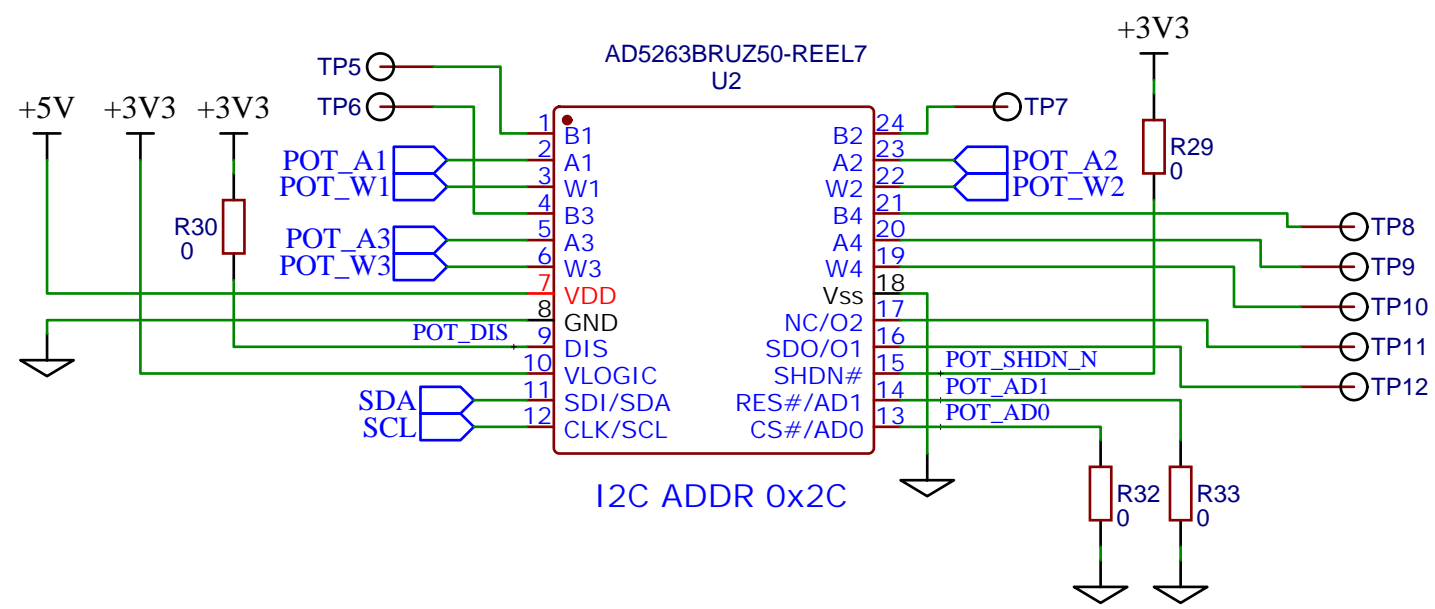 +3V3
AD5263BRUZ50-REEL7
U2
TP5
TP6
TP7
+5V
+3V3
+3V3
1
B1
B2
24
POT_A1
2
A1
A2
23
POT_A2
POT_W1
3
W1
W2
22
POT_W2
4
B3
B4
21
TP8
POT_A3
5
A3
A4
20
TP9
POT_W3
6
W3
W4
19
TP10
7
VDD
Vss
18
8
GND
NC/O2
17
TP11
POT_DIS
9
DIS
SDO/O1
16
TP12
10
VLOGIC
SHDN#
15
POT_SHDN_N
SDA
11
SDI/SDA
RES#/AD1
14
POT_AD1
SCL
12
CLK/SCL
CS#/AD0
13
POT_AD0
R29
0
R30
0
I2C ADDR 0x2C
R32
0
R33
0